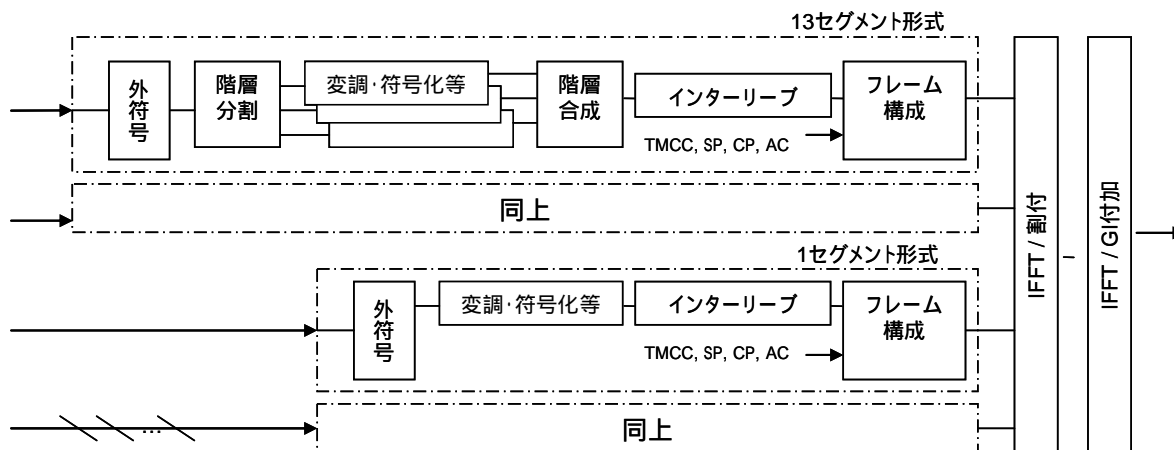 13セグメント形式
外符号
階層
分割
変調･符号化等
階層
合成
インターリーブ
フレーム
構成
TMCC, SP, CP, AC
同上
1セグメント形式
外符号
変調･符号化等
インターリーブ
フレーム
構成
TMCC, SP, CP, AC
…
同上
IFFT / 割付
IFFT / GI付加